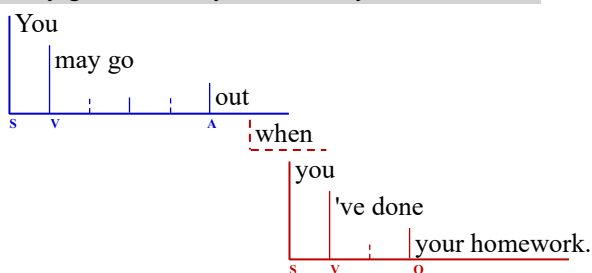 You
may go
out
S V A
when
you
've done
your homework.
S V O